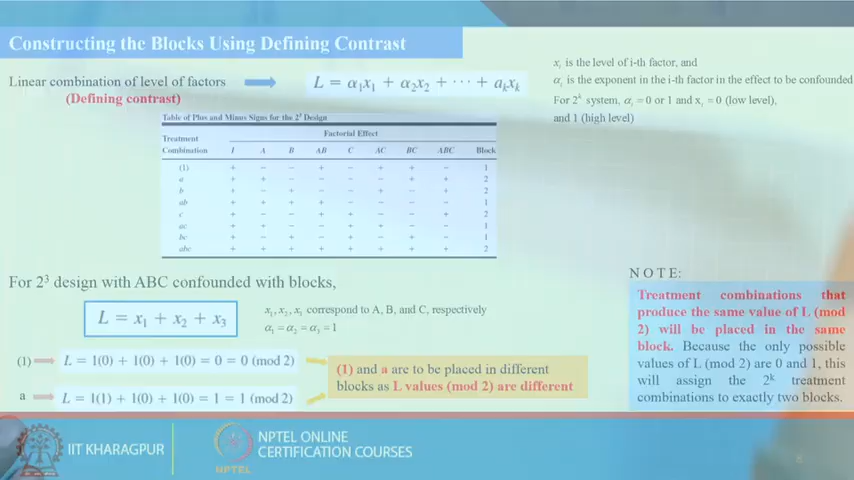 Constructing the Blocks Using Defining Contrast
Linear combination of level of factors
(Defining contrast)
L = α₁x₁ + α₂x₂ + ··· + aₖxₖ
xᵢ is the level of i-th factor, and
αᵢ is the exponent in the i-th factor in the effect to be confounded
For 2ᵏ system, αᵢ = 0 or 1 and xᵢ = 0 (low level),
and 1 (high level)
Table of Plus and Minus Signs for the 2³ Design
Treatment Factorial Effect
Combination I A B AB C AC BC ABC Block
(1) + − − + − + + − 1
a + + − − − − + + 2
b + − + − − + − + 2
ab + + + + − − − − 1
c + − − + + − − + 2
ac + + − − + + − − 1
bc + − + − + − + − 1
abc + + + + + + + + 2
For 2³ design with ABC confounded with blocks,
L = x₁ + x₂ + x₃
x₁, x₂, x₃ correspond to A, B, and C, respectively
α₁ = α₂ = α₃ = 1
(1) L = 1(0) + 1(0) + 1(0) = 0 = 0 (mod 2)
a L = 1(1) + 1(0) + 1(0) = 1 = 1 (mod 2)
(1) and a are to be placed in different
blocks as L values (mod 2) are different
NOTE:
Treatment combinations that
produce the same value of L (mod
2) will be placed in the same
block. Because the only possible
values of L (mod 2) are 0 and 1, this
will assign the 2ᵏ treatment
combinations to exactly two blocks.
IIT KHARAGPUR
NPTEL
NPTEL ONLINE
CERTIFICATION COURSES